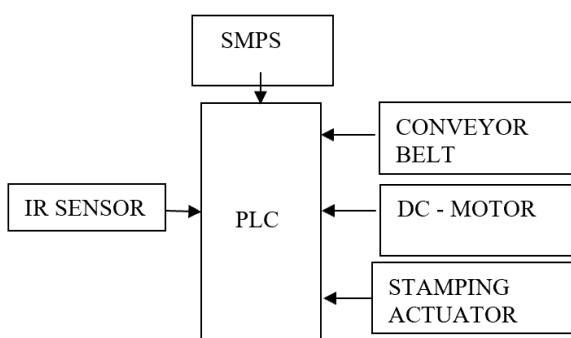 SMPS
CONVEYOR
BELT
IR SENSOR
PLC
DC - MOTOR
STAMPING
ACTUATOR